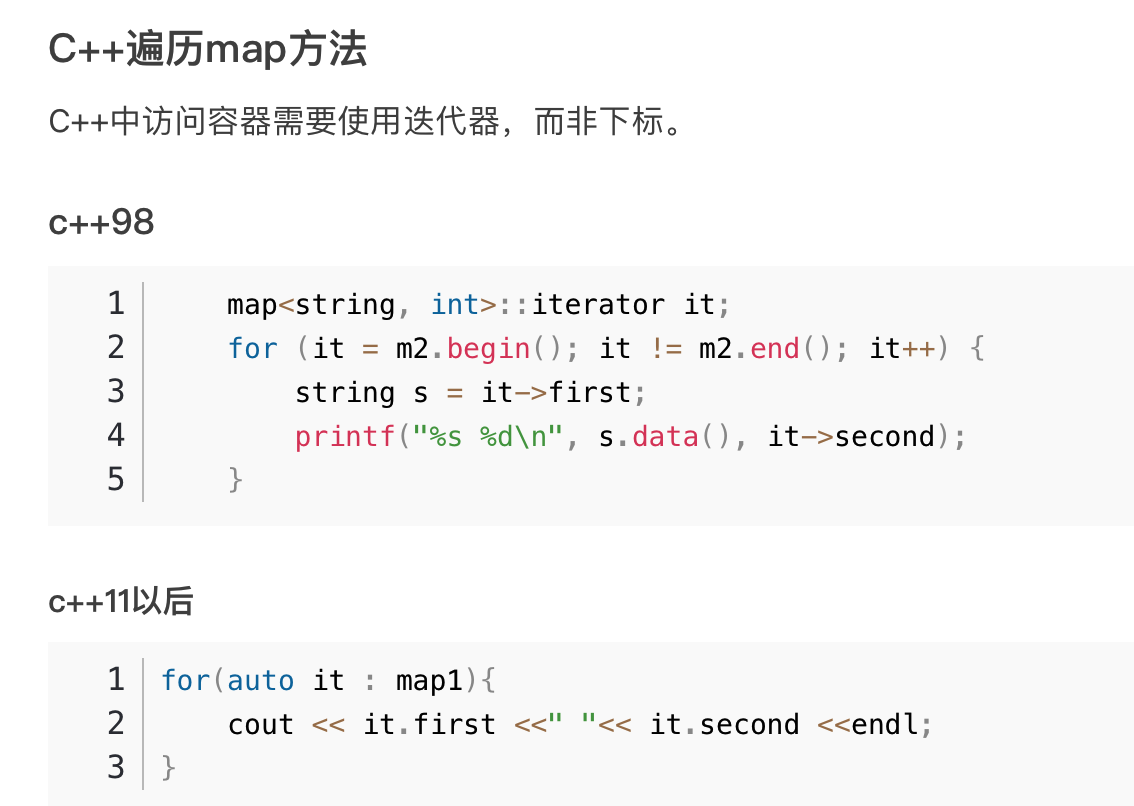 C++遍历map方法
C++中访问容器需要使用迭代器，而非下标。
c++98
1 map<string, int>::iterator it;
2 for (it = m2.begin(); it != m2.end(); it++) {
3 string s = it->first;
4 printf("%s %d\n", s.data(), it->second);
5 }
c++11以后
1 for(auto it : map1){
2 cout << it.first <<" "<< it.second <<endl;
3 }